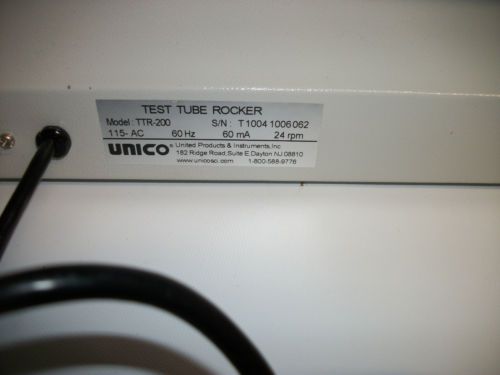 TEST TUBE ROCKER
Model : TTR-200 S/N : T 1004 1006 062
115- AC 60 Hz 60 mA 24 rpm
UNICO ® United Products & Instruments,Inc
182 Ridge Road,Suite E,Dayton NJ 08810
www.unicosci.com 1-800-588-9776